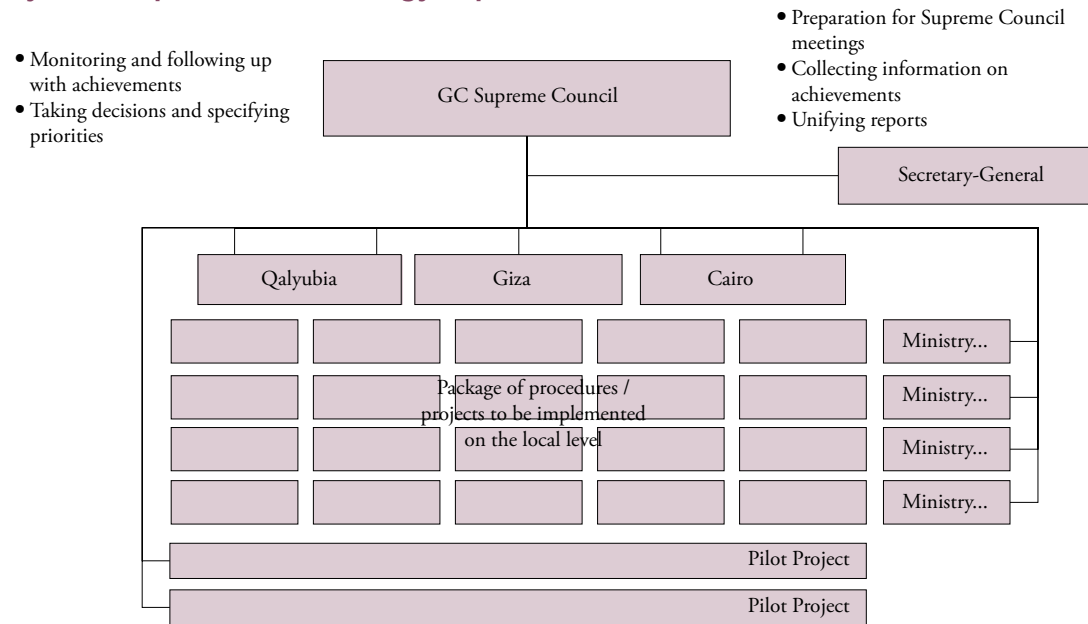 • Monitoring and following up
with achievements
• Taking decisions and specifying
priorities
GC Supreme Council
• Preparation for Supreme Council
meetings
• Collecting information on
achievements
• Unifying reports
Secretary-General
Qalyubia
Giza
Cairo
Ministry...
Package of procedures /
projects to be implemented
on the local level
Ministry...
Ministry...
Ministry...
Pilot Project
Pilot Project